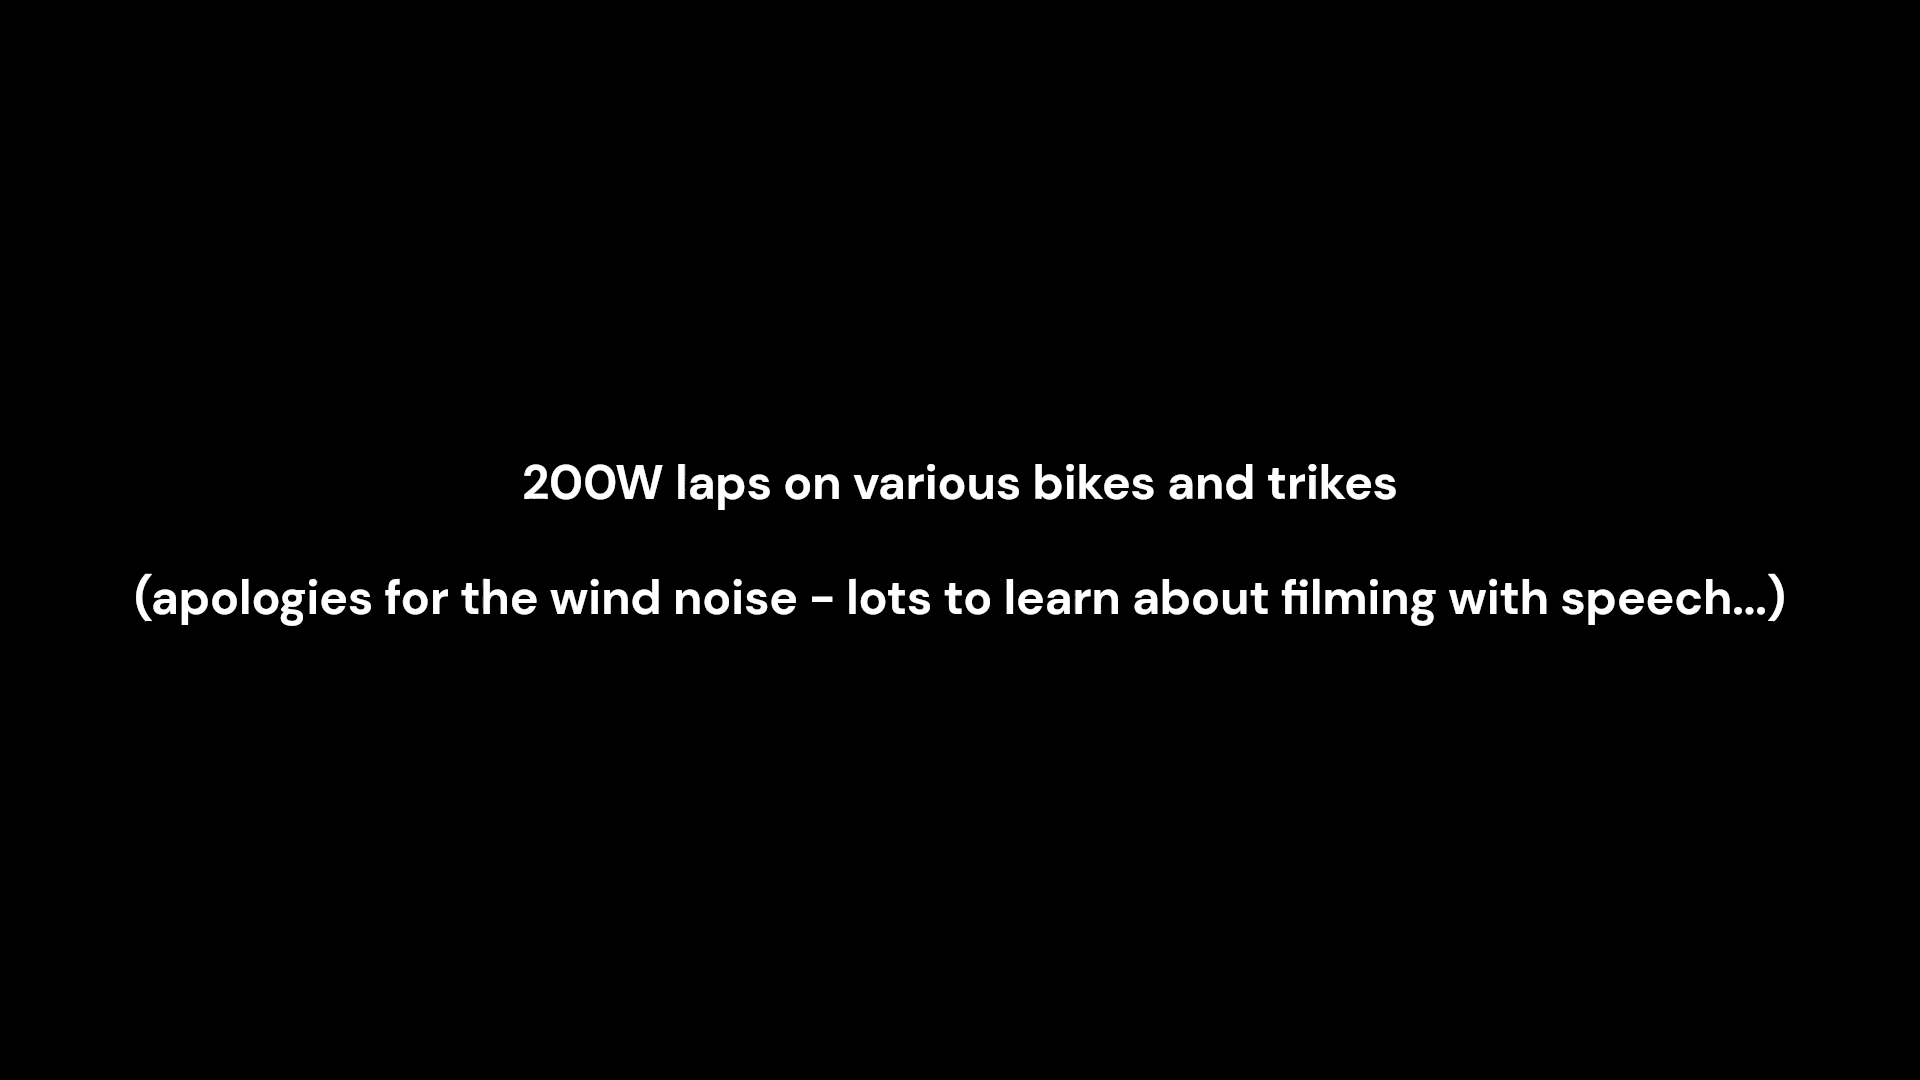 200W laps on various bikes and trikes
(apologies for the wind noise - lots to learn about filming with speech...)